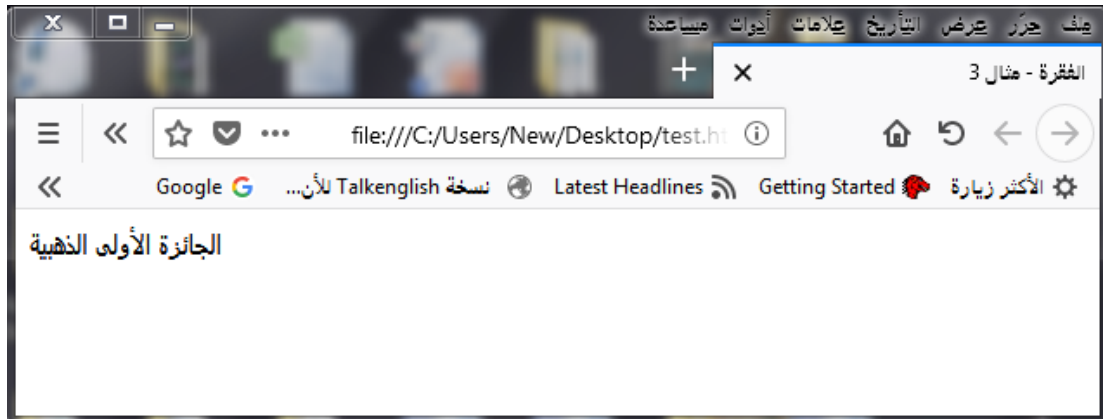 ملف حرّر عرض التأريخ علامات أدوات مساعدة
الفقرة - مثال 3
file:///C:/Users/New/Desktop/test.ht
الأكثر زيارة Getting Started Latest Headlines نسخة Talkenglish للأن... Google
الجائزة الأولى الذهبية